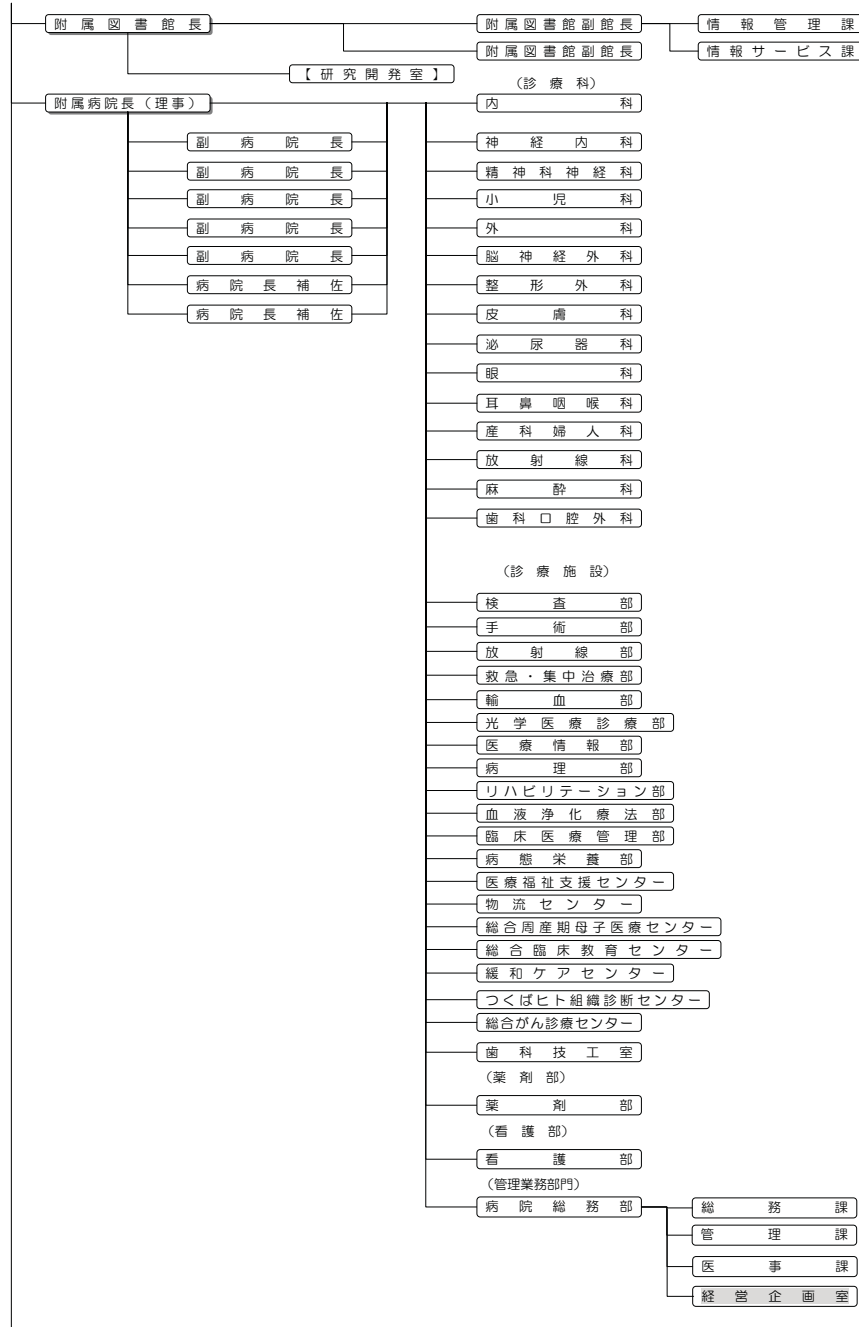 附属図書館長
附属図書館副館長
情報管理課
附属図書館副館長
情報サービス課
【研究開発室】
(診療科)
附属病院長(理事)
内科
副病院長
神経内科
副病院長
精神科神経科
副病院長
小児科
副病院長
外科
副病院長
脳神経外科
病院長補佐
整形外科
病院長補佐
皮膚科
泌尿器科
眼科
耳鼻咽喉科
産科婦人科
放射線科
麻酔科
歯科口腔外科
(診療施設)
検査部
手術部
放射線部
救急・集中治療部
輸血部
光学医療診療部
医療情報部
病理部
リハビリテーション部
血液浄化療法部
臨床医療管理部
病態栄養部
医療福祉支援センター
物流センター
総合周産期母子医療センター
総合臨床教育センター
緩和ケアセンター
つくばヒト組織診断センター
総合がん診療センター
歯科技工室
(薬剤部)
薬剤部
(看護部)
看護部
(管理業務部門)
病院総務部
総務課
管理課
医事課
経営企画室